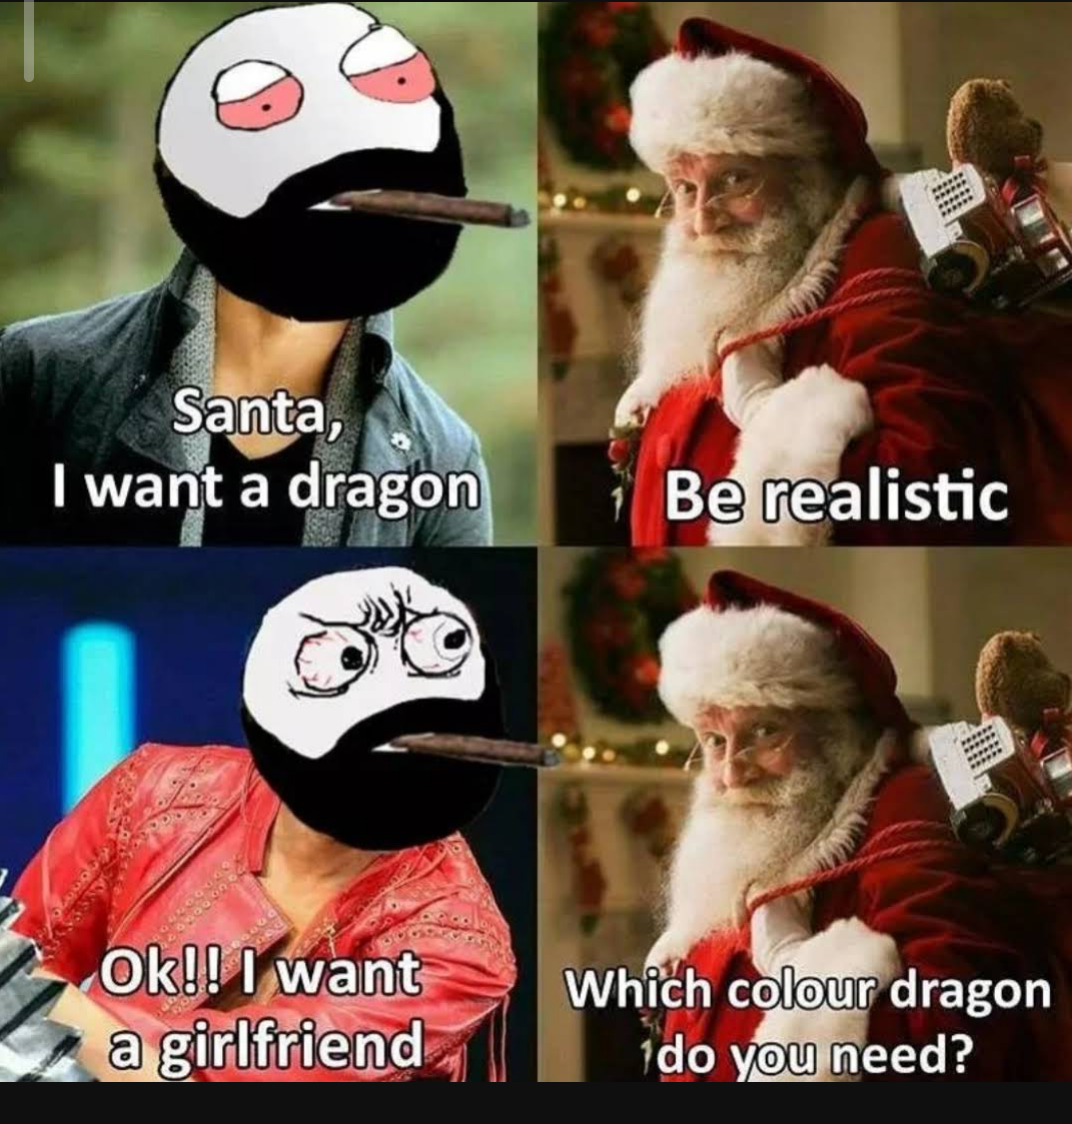 Santa,
I want a dragon
Be realistic
Ok!! I want
a girlfriend
Which colour dragon
do you need?